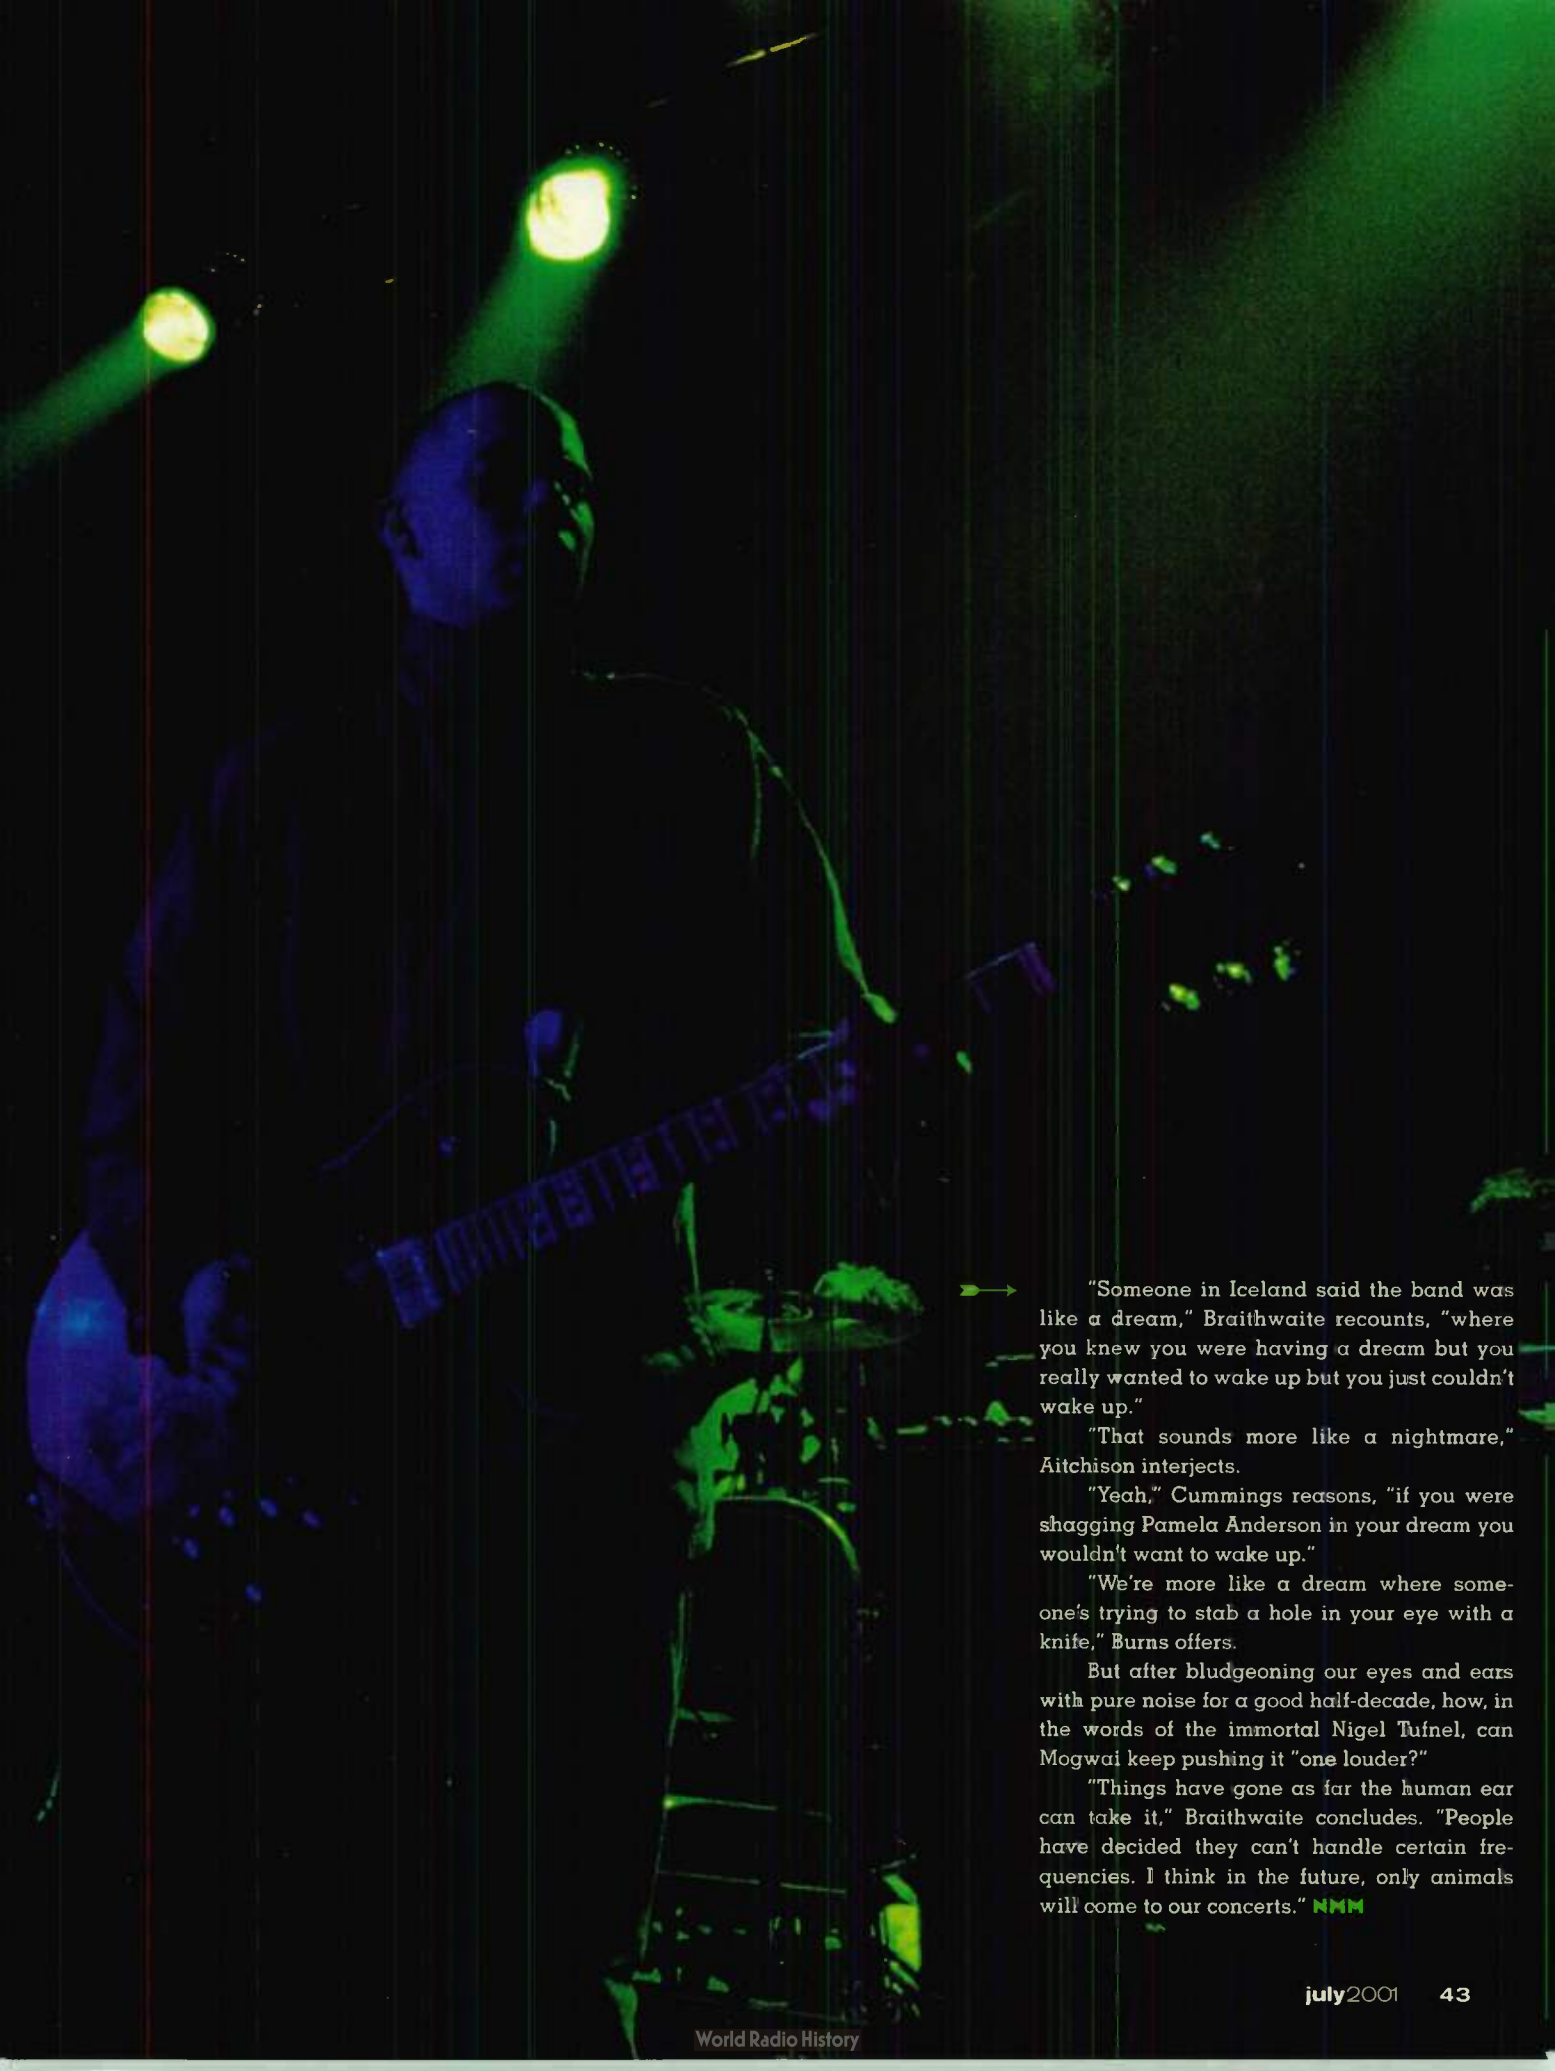 "Someone in Iceland said the band was
like a dream," Braithwaite recounts, "where
you knew you were having a dream but you
really wanted to wake up but you just couldn't
wake up."
"That sounds more like a nightmare,"
Aitchison interjects.
"Yeah," Cummings reasons, "if you were
shagging Pamela Anderson in your dream you
wouldn't want to wake up."
"We're more like a dream where some-
one's trying to stab a hole in your eye with a
knife," Burns offers.
But after bludgeoning our eyes and ears
with pure noise for a good half-decade, how, in
the words of the immortal Nigel Tufnel, can
Mogwai keep pushing it "one louder?"
"Things have gone as far the human ear
can take it," Braithwaite concludes. "People
have decided they can't handle certain fre-
quencies. I think in the future, only animals
will come to our concerts." NMM
july2001 43
World Radio History